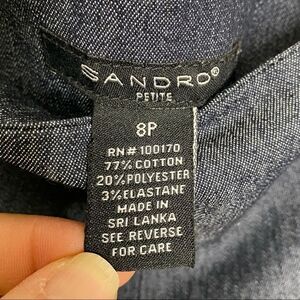 SANDRO®
PETITE
8P
RN# 100170
77% COTTON
20% POLYESTER
3% ELASTANE
MADE IN
SRI LANKA
SEE REVERSE
FOR CARE